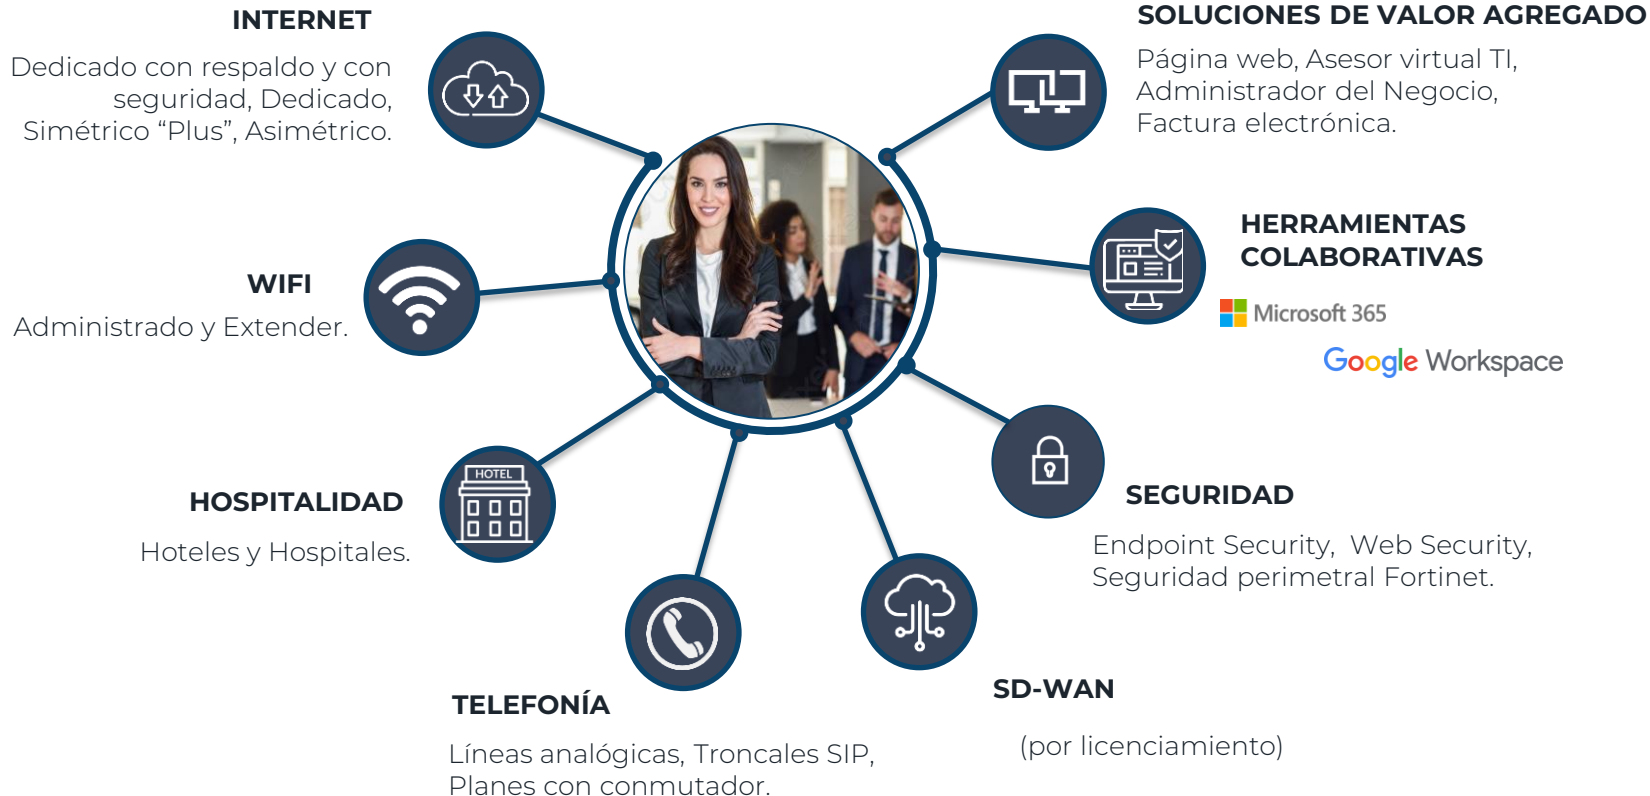 INTERNET
Dedicado con respaldo y con
seguridad, Dedicado,
Simétrico “Plus”, Asimétrico.
WIFI
Administrado y Extender.
HOSPITALIDAD
HOTEL
Hoteles y Hospitales.
TELEFONÍA
Líneas analógicas, Troncales SIP,
Planes con conmutador.
SD-WAN
(por licenciamiento)
SEGURIDAD
Endpoint Security, Web Security,
Seguridad perimetral Fortinet.
HERRAMIENTAS
COLABORATIVAS
Microsoft 365
Google Workspace
SOLUCIONES DE VALOR AGREGADO
Página web, Asesor virtual TI,
Administrador del Negocio,
Factura electrónica.